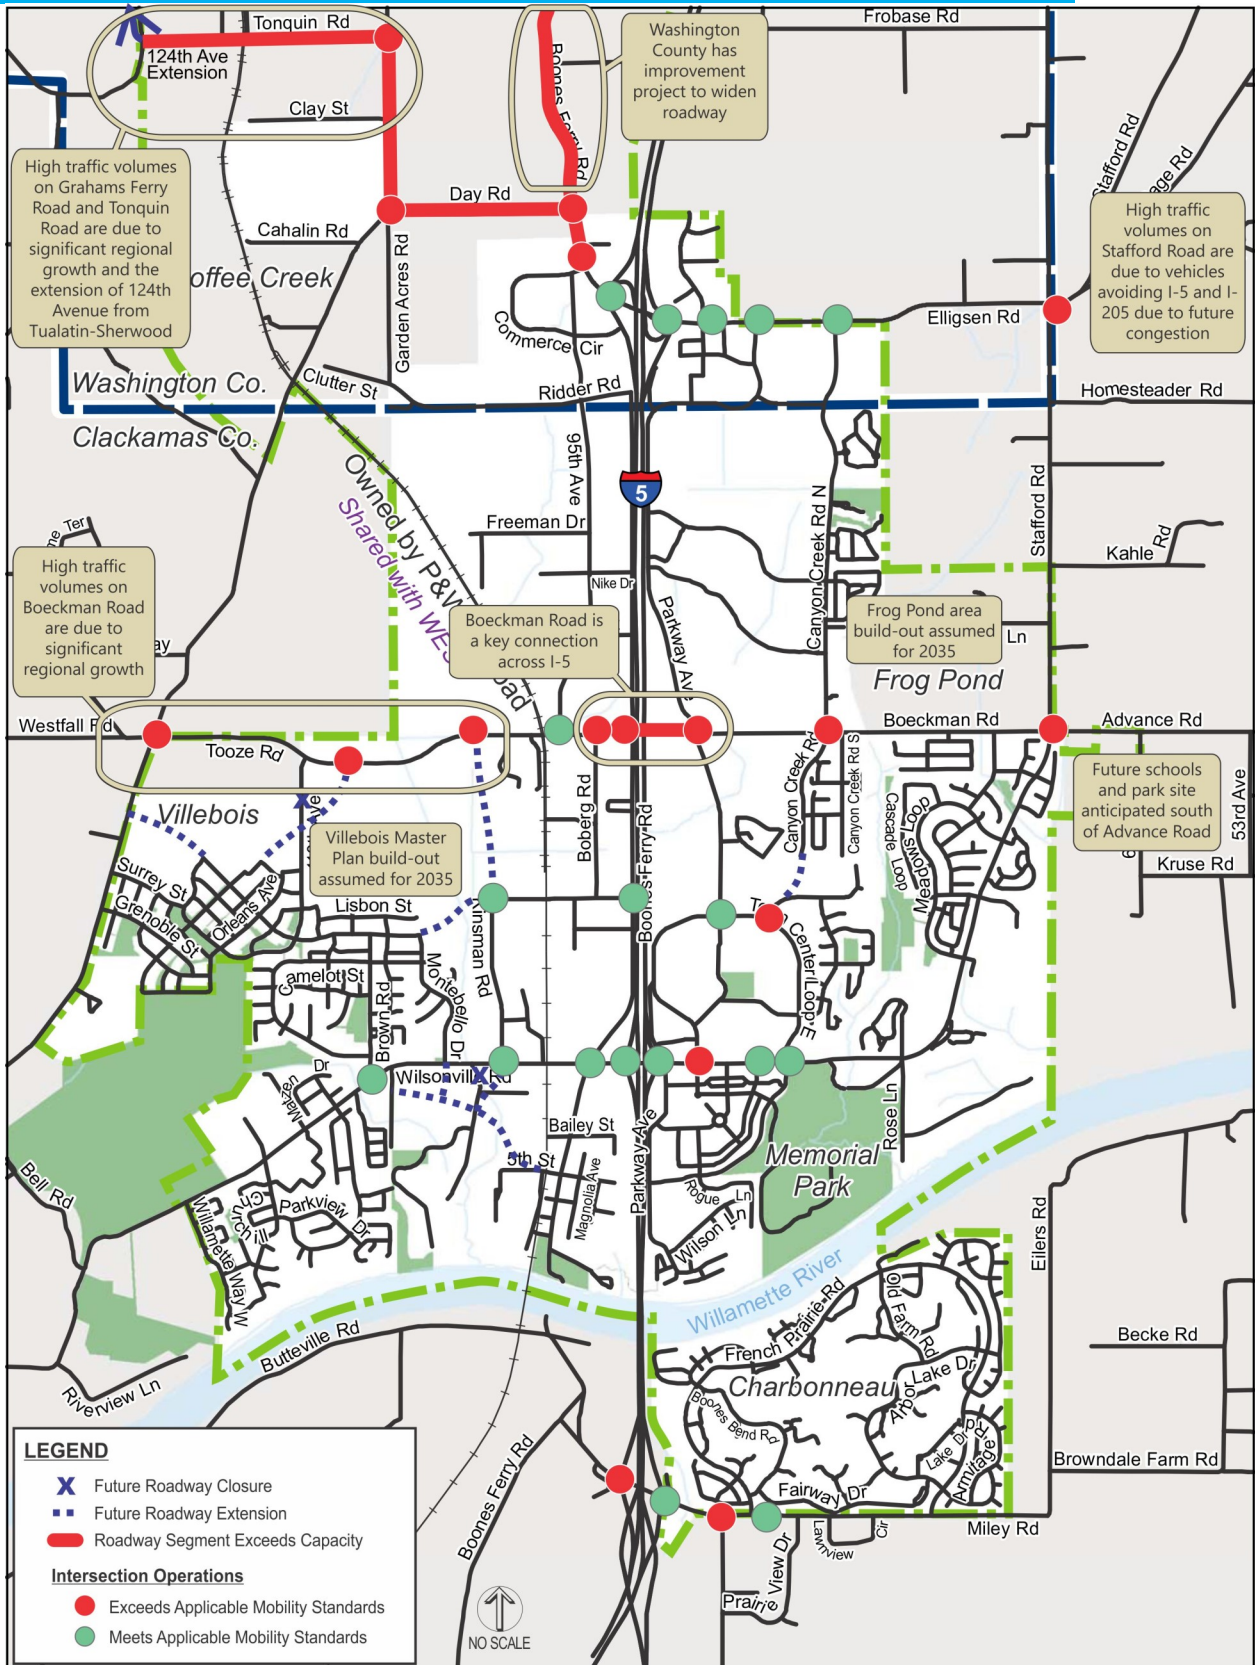 Tonquin Rd
124th Ave
Extension
Clay St
Boones Ferry Rd
Washington
County has
improvement
project to widen
roadway
Frobase Rd
Stafford Rd
age Rd
High traffic volumes
on Grahams Ferry
Road and Tonquin
Road are due to
significant regional
growth and the
extension of 124th
Avenue from
Tualatin-Sherwood
Day Rd
Cahalin Rd
offee Creek
Garden Acres Rd
Commerce Cir
High traffic
volumes on
Stafford Road are
due to vehicles
avoiding I-5 and I-
205 due to future
congestion
Elligsen Rd
Washington Co.
Clackamas Co.
Clutter St
Ridder Rd
Homesteader Rd
Owned by P&W
Shared with WES
oad
95th Ave
5
Freeman Dr
Nike Dr
Parkway Ave
Canyon Creek Rd N
Stafford Rd
Kahle Rd
me Ter
High traffic
volumes on
Boeckman Road
are due to
significant
regional growth
ay
Boeckman Road is
a key connection
across I-5
Frog Pond area
build-out assumed
for 2035
Ln
Frog Pond
Westfall Rd
Tooze Rd
Boeckman Rd
Advance Rd
Villebois
Ave
Villebois Master
Plan build-out
assumed for 2035
Boberg Rd
Boones Ferry Rd
Canyon Creek Rd
Canyon Creek Rd S
Cascade Loop
Meadows Loop
Future schools
and park site
anticipated south
of Advance Road
6
53rd Ave
Kruse Rd
Surrey St
Grenoble St
Orleans Ave
Lisbon St
Kinsman Rd
Camelot St
Brown Rd
Montebello Dr
Town Center Loop E
Matzen Dr
Wilsonville Rd
Bailey St
5th St
Magnolia Ave
Parkway Ave
Rose Ln
Memorial
Park
Rogue Ln
Wilson Ln
Bell Rd
Churchill
Parkview Dr
Willamette Way W
Willamette River
Eilers Rd
Butteville Rd
Riverview Ln
French Prairie Rd
Old Farm Rd
Charbonneau
Arbor Lake Dr
Boones Bend Rd
Lake Dr
Armitage Rd
Fairway Dr
Becke Rd
Browndale Farm Rd
Boones Ferry Rd
Miley Rd
Lawnview Cir
Prairie View Dr
LEGEND
X Future Roadway Closure
Future Roadway Extension
Roadway Segment Exceeds Capacity
Intersection Operations
Exceeds Applicable Mobility Standards
Meets Applicable Mobility Standards
NO SCALE